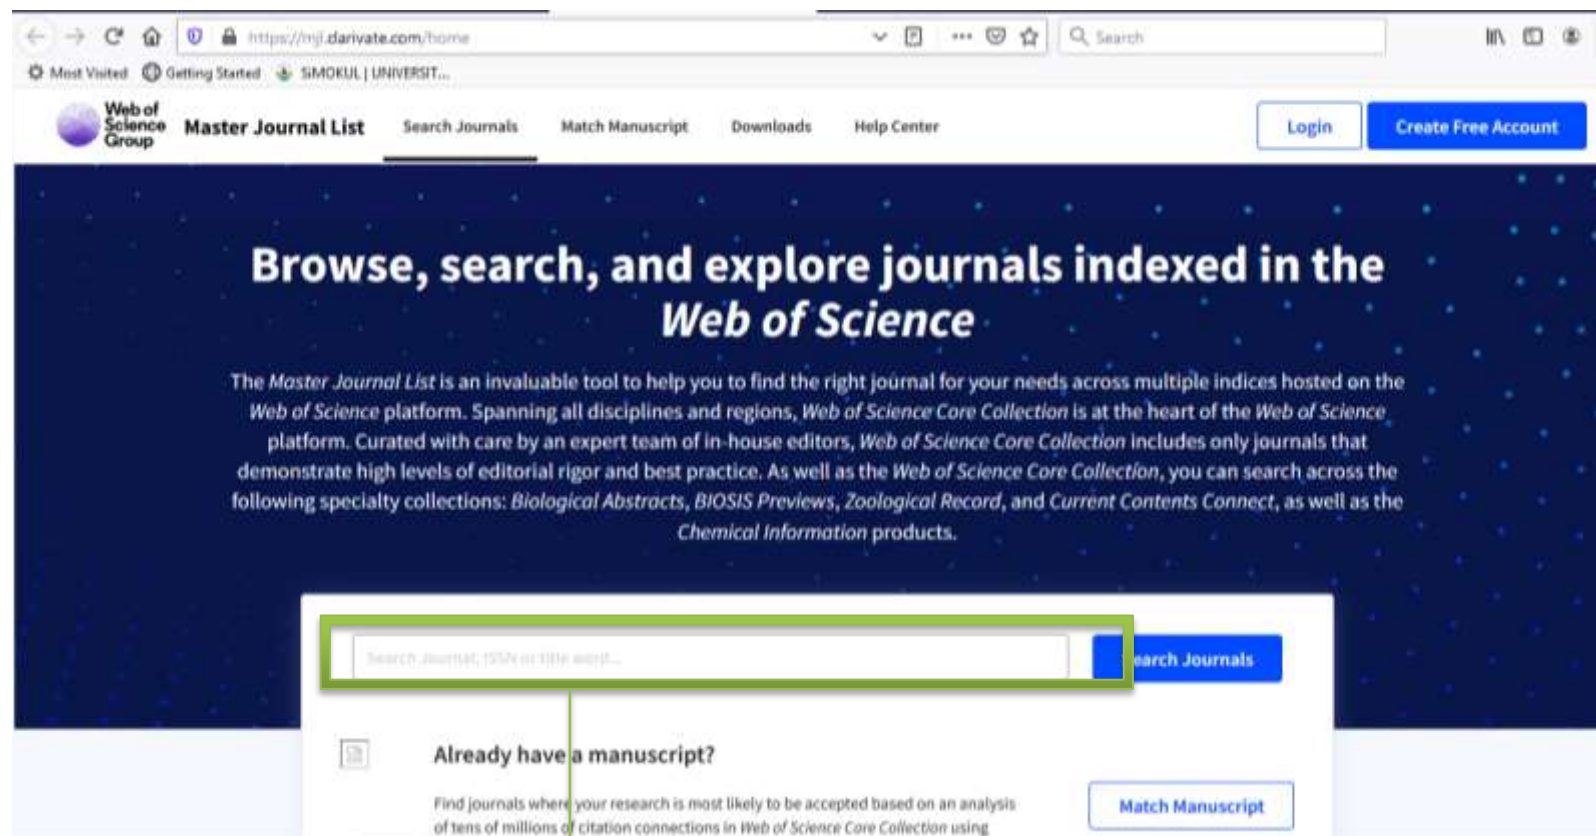 https://mjl.clarivate.com/home
Search
Most Visited Getting Started SiMOKUL | UNIVERSIT...
Web of
Science
Group
Master Journal List Search Journals Match Manuscript Downloads Help Center Login Create Free Account
Browse, search, and explore journals indexed in the
Web of Science
The Master Journal List is an invaluable tool to help you to find the right journal for your needs across multiple indices hosted on the
Web of Science platform. Spanning all disciplines and regions, Web of Science Core Collection is at the heart of the Web of Science
platform. Curated with care by an expert team of in-house editors, Web of Science Core Collection includes only journals that
demonstrate high levels of editorial rigor and best practice. As well as the Web of Science Core Collection, you can search across the
following specialty collections: Biological Abstracts, BIOSIS Previews, Zoological Record, and Current Contents Connect, as well as the
Chemical Information products.
Search Journal, ISSN or title word...
earch Journals
Already have a manuscript?
Find journals where your research is most likely to be accepted based on an analysis
of tens of millions of citation connections in Web of Science Core Collection using
Match Manuscript